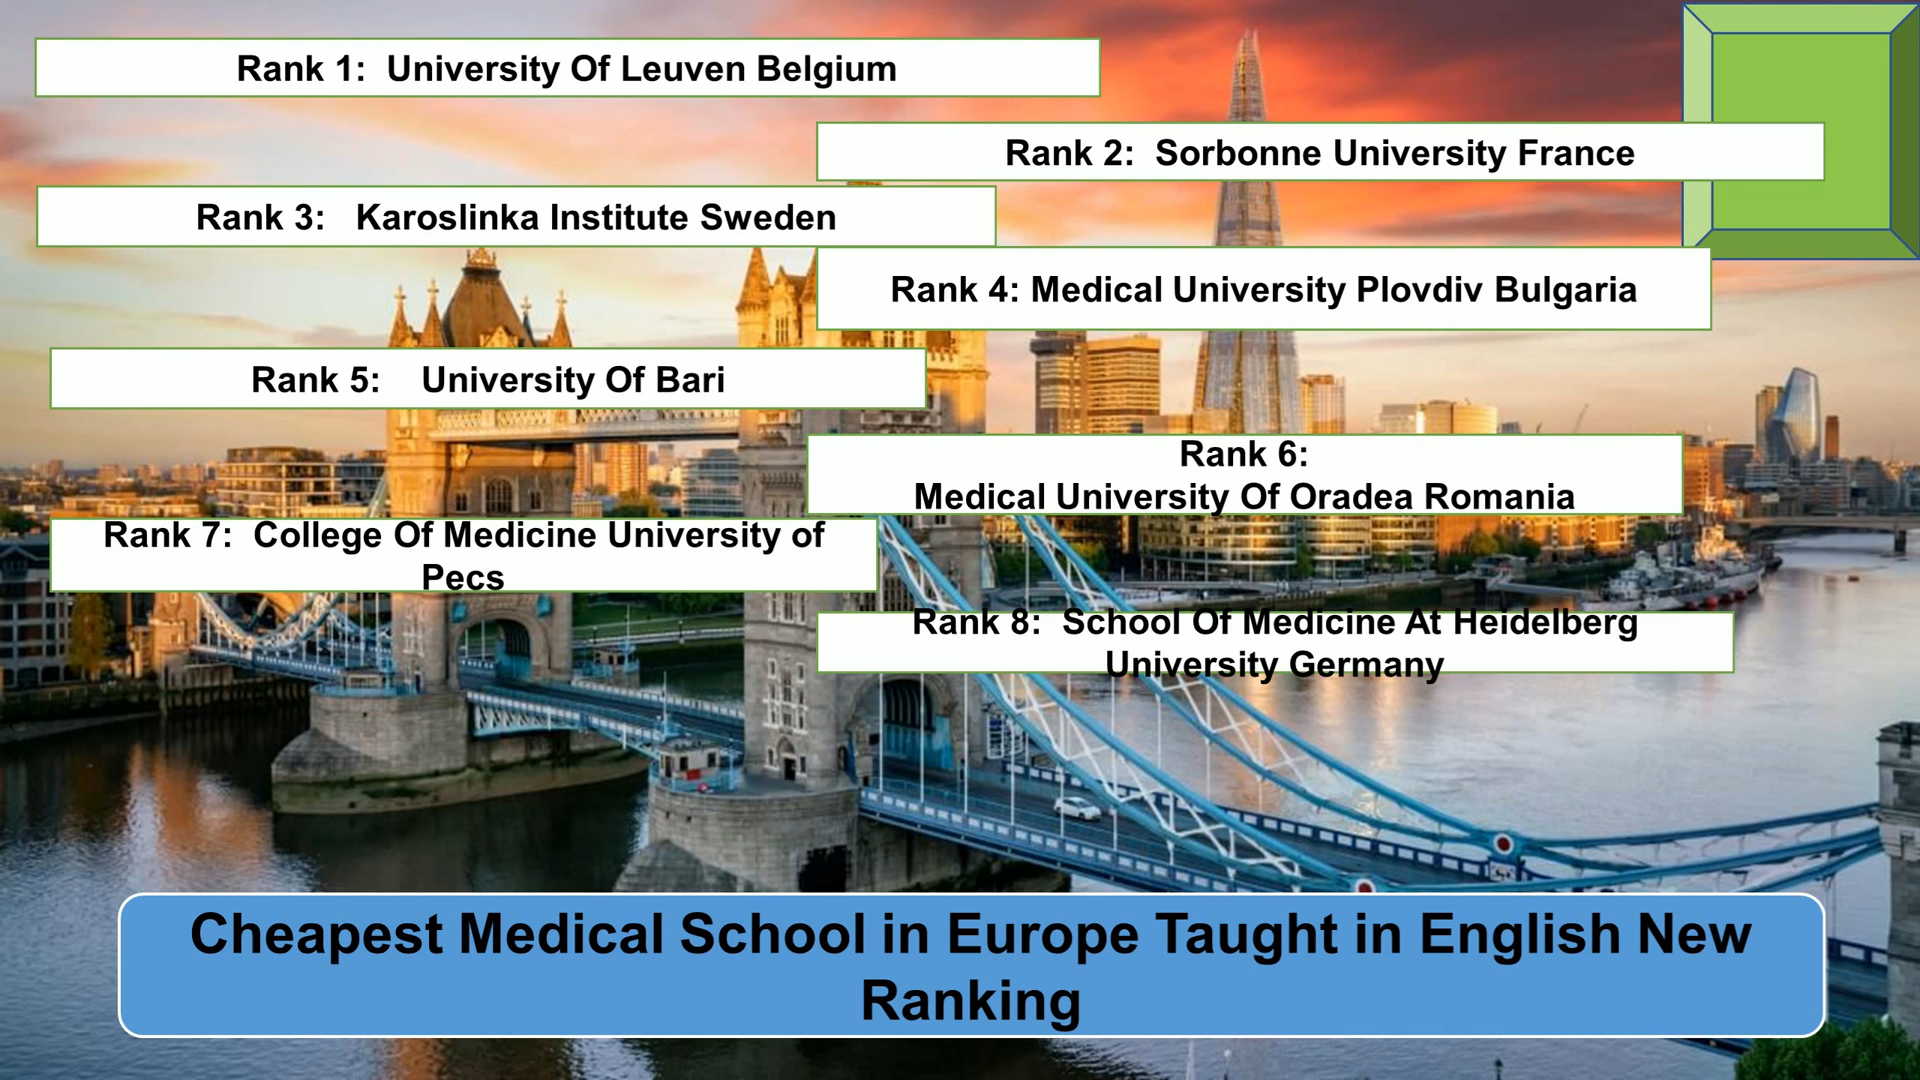 Rank 1:  University Of Leuven Belgium
Rank 2:  Sorbonne University France
Rank 3:   Karoslinka Institute Sweden
Rank 4: Medical University Plovdiv Bulgaria
Rank 5:    University Of Bari
Rank 6:
Medical University Of Oradea Romania
Rank 7:  College Of Medicine University of
Pecs
Rank 8:  School Of Medicine At Heidelberg
University Germany
Cheapest Medical School in Europe Taught in English New
Ranking